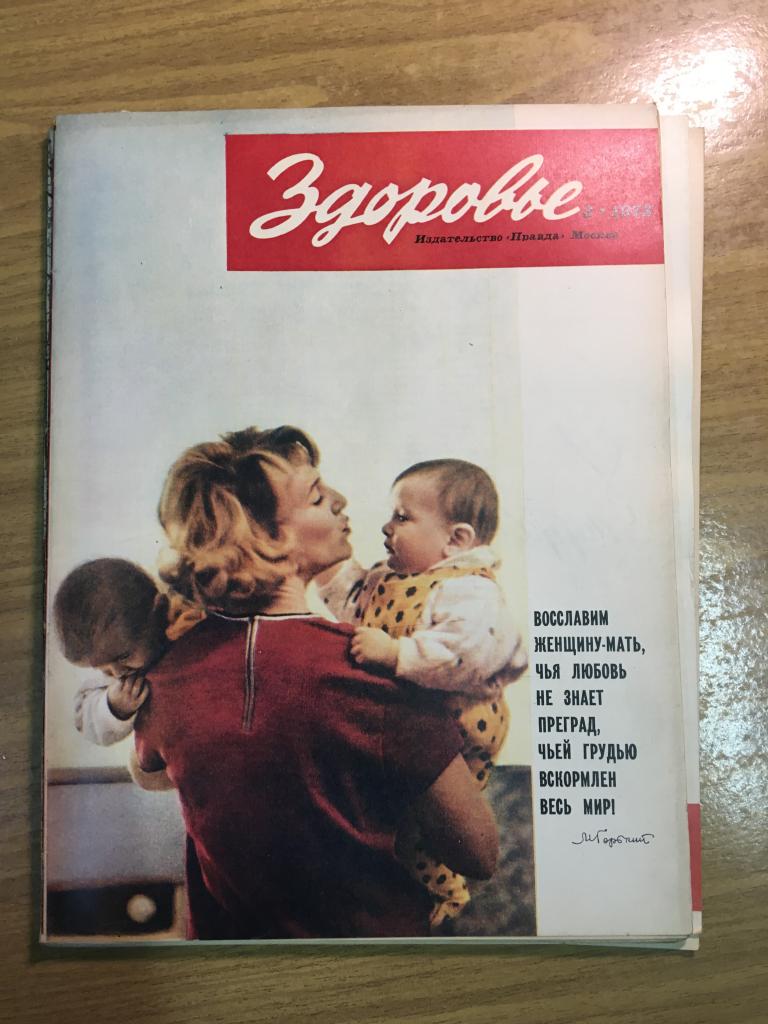 Здоровье
Издательство «Правда» Москва
ВОССЛАВИМ
ЖЕНЩИНУ-МАТЬ,
ЧЬЯ ЛЮБОВЬ
НЕ ЗНАЕТ
ПРЕГРАД,
ЧЬЕЙ ГРУДЬЮ
ВСКОРМЛЕН
ВЕСЬ МИР!
М Горький